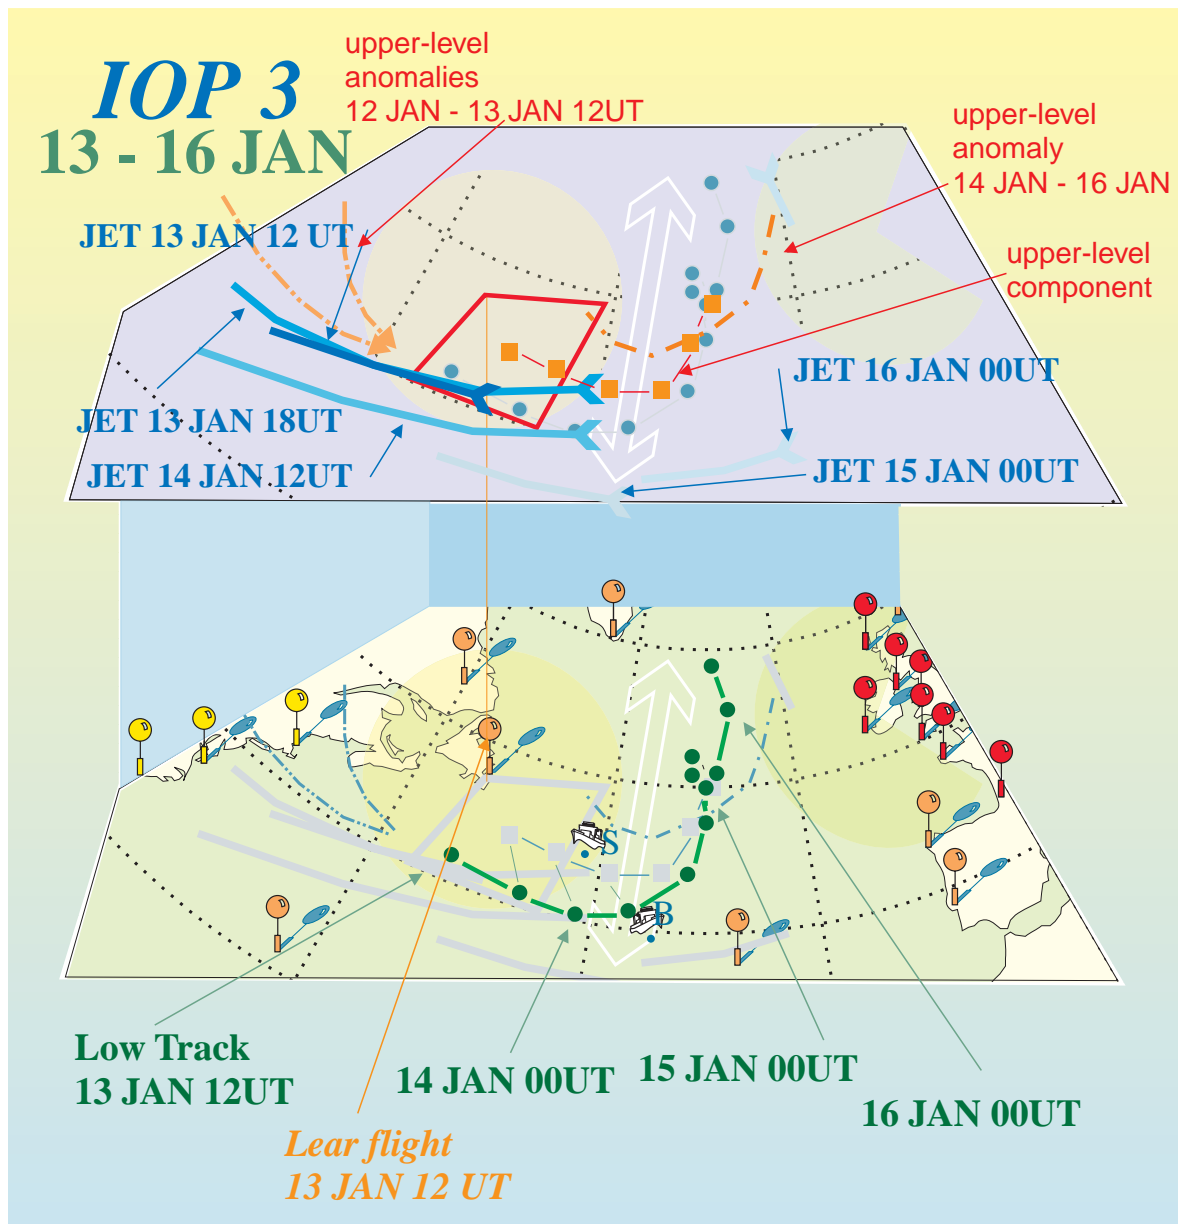 IOP 3
13 - 16 JAN
upper-level
anomalies
12 JAN - 13 JAN 12UT
upper-level
anomaly
14 JAN - 16 JAN
JET 13 JAN 12 UT
upper-level
component
JET 16 JAN 00UT
JET 13 JAN 18UT
JET 14 JAN 12UT
JET 15 JAN 00UT
S
B
Low Track
13 JAN 12UT
14 JAN 00UT
15 JAN 00UT
16 JAN 00UT
Lear flight
13 JAN 12 UT